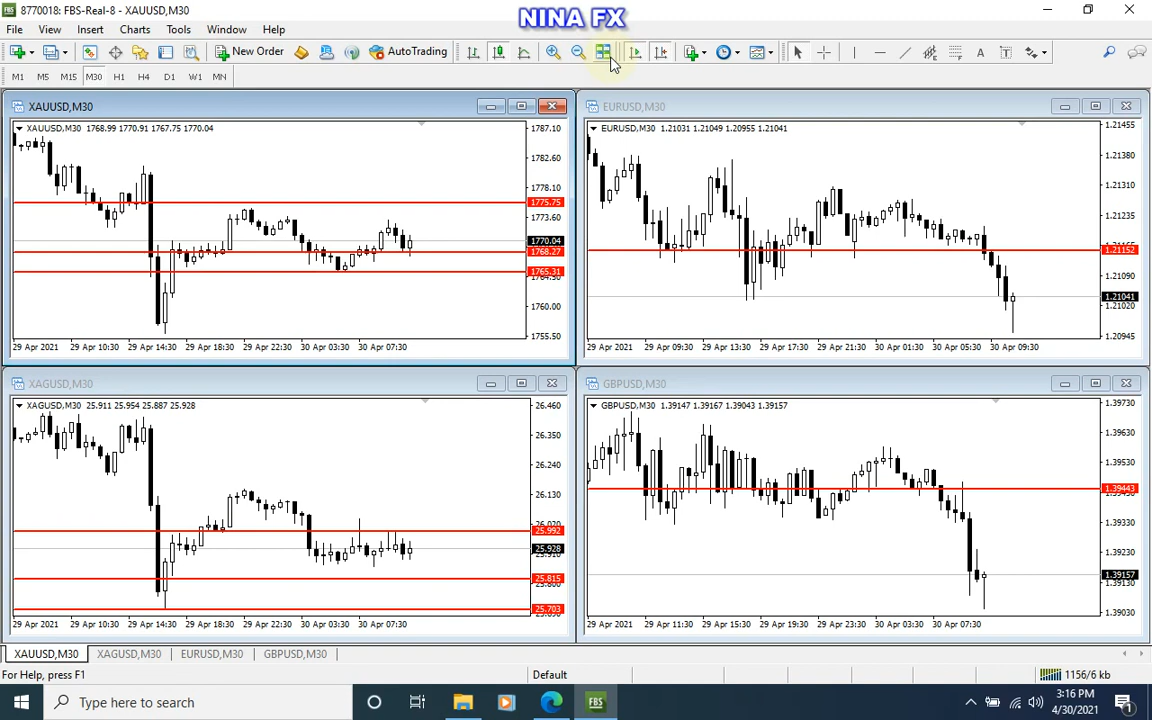 NINA FX
8770018: FBS-Real-8 - XAUUSD,M30
File View Insert Charts Tools Window Help
New Order AutoTrading
A T
M1 M5 M15 M30 H1 H4 D1 W1 MN
XAUUSD,M30
XAUUSD,M30 1768.99 1770.91 1767.75 1770.04
1787.10
1782.60
1778.10
1775.75
1773.60
1770.04
1768.27
1765.31
1760.00
1755.50
29 Apr 2021 29 Apr 10:30 29 Apr 14:30 29 Apr 18:30 29 Apr 22:30 30 Apr 03:30 30 Apr 07:30
EURUSD,M30
EURUSD,M30 1.21031 1.21049 1.20955 1.21041
1.21455
1.21380
1.21310
1.21235
1.21152
1.21090
1.21041
1.21020
1.20945
29 Apr 2021 29 Apr 09:30 29 Apr 13:30 29 Apr 17:30 29 Apr 21:30 30 Apr 01:30 30 Apr 05:30 30 Apr 09:30
XAGUSD,M30
XAGUSD,M30 25.911 25.954 25.887 25.928
26.460
26.350
26.240
26.130
26.020
25.992
25.928
25.815
25.703
29 Apr 2021 29 Apr 10:30 29 Apr 14:30 29 Apr 18:30 29 Apr 22:30 30 Apr 03:30 30 Apr 07:30
GBPUSD,M30
GBPUSD,M30 1.39147 1.39167 1.39043 1.39157
1.39730
1.39630
1.39530
1.39443
1.39330
1.39230
1.39157
1.39130
1.39030
29 Apr 2021 29 Apr 11:30 29 Apr 15:30 29 Apr 19:30 29 Apr 23:30 30 Apr 03:30 30 Apr 07:30
XAUUSD,M30 XAGUSD,M30 EURUSD,M30 GBPUSD,M30
For Help, press F1 Default 1156/6 kb
Type here to search
FBS
3:16 PM
4/30/2021
1